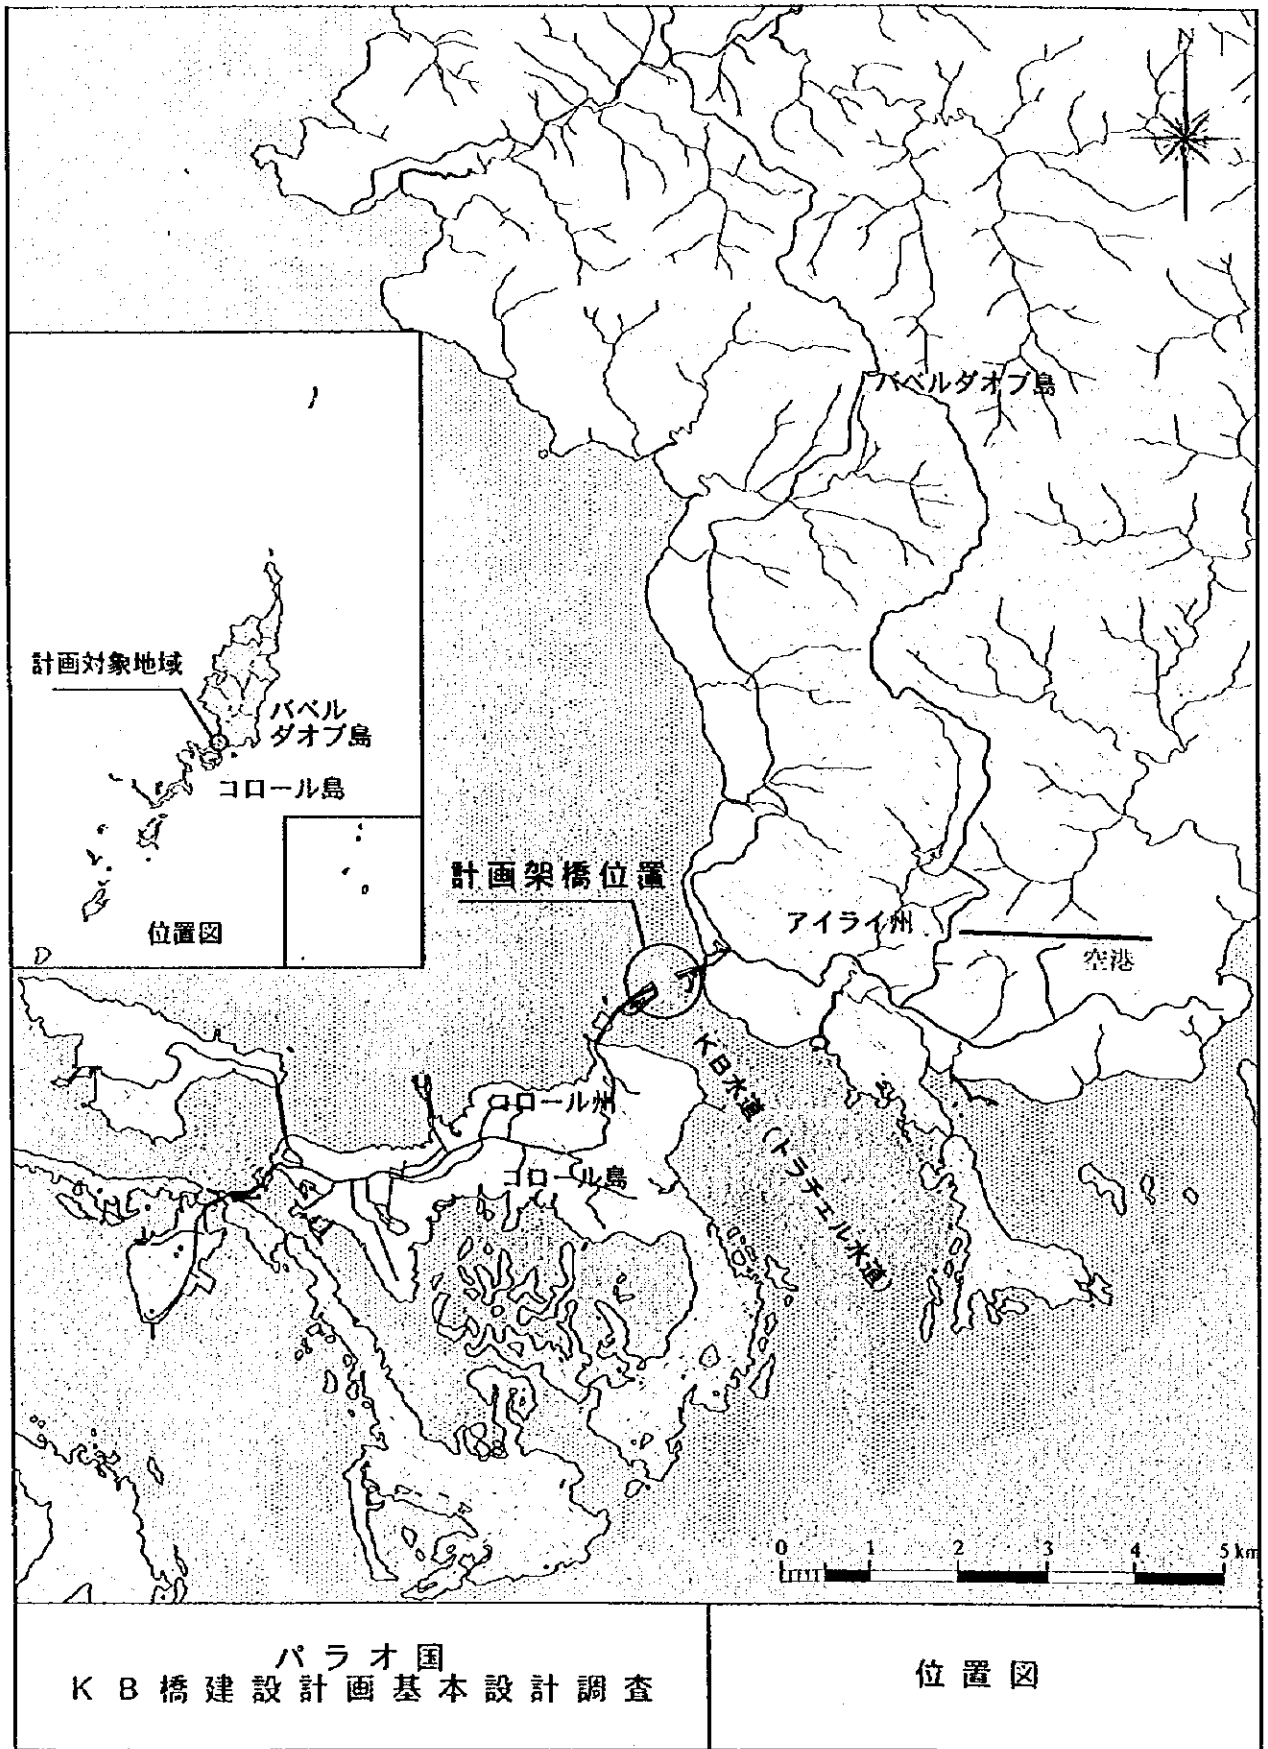 N
バベルダオブ島
計画対象地域
バベル
ダオブ島
コロール島
位置図
計画架橋位置
アイライ州
空港
KB水道(トラチェル水道)
コロール州
コロール島
0 1 2 3 4 5 km
パラオ国
KB橋建設計画基本設計調査
位置図